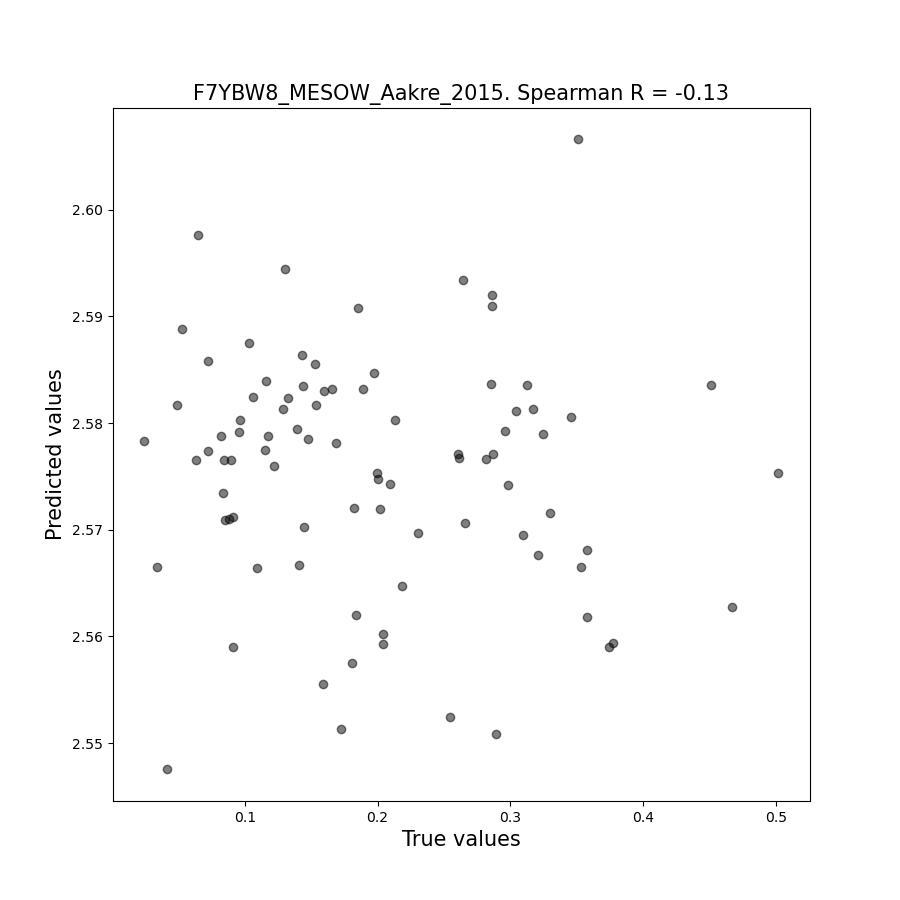 F7YBW8_MESOW_Aakre_2015. Spearman R = -0.13
2.60
2.59
2.58
2.57
2.56
2.55
Predicted values
0.1 0.2 0.3 0.4 0.5
True values